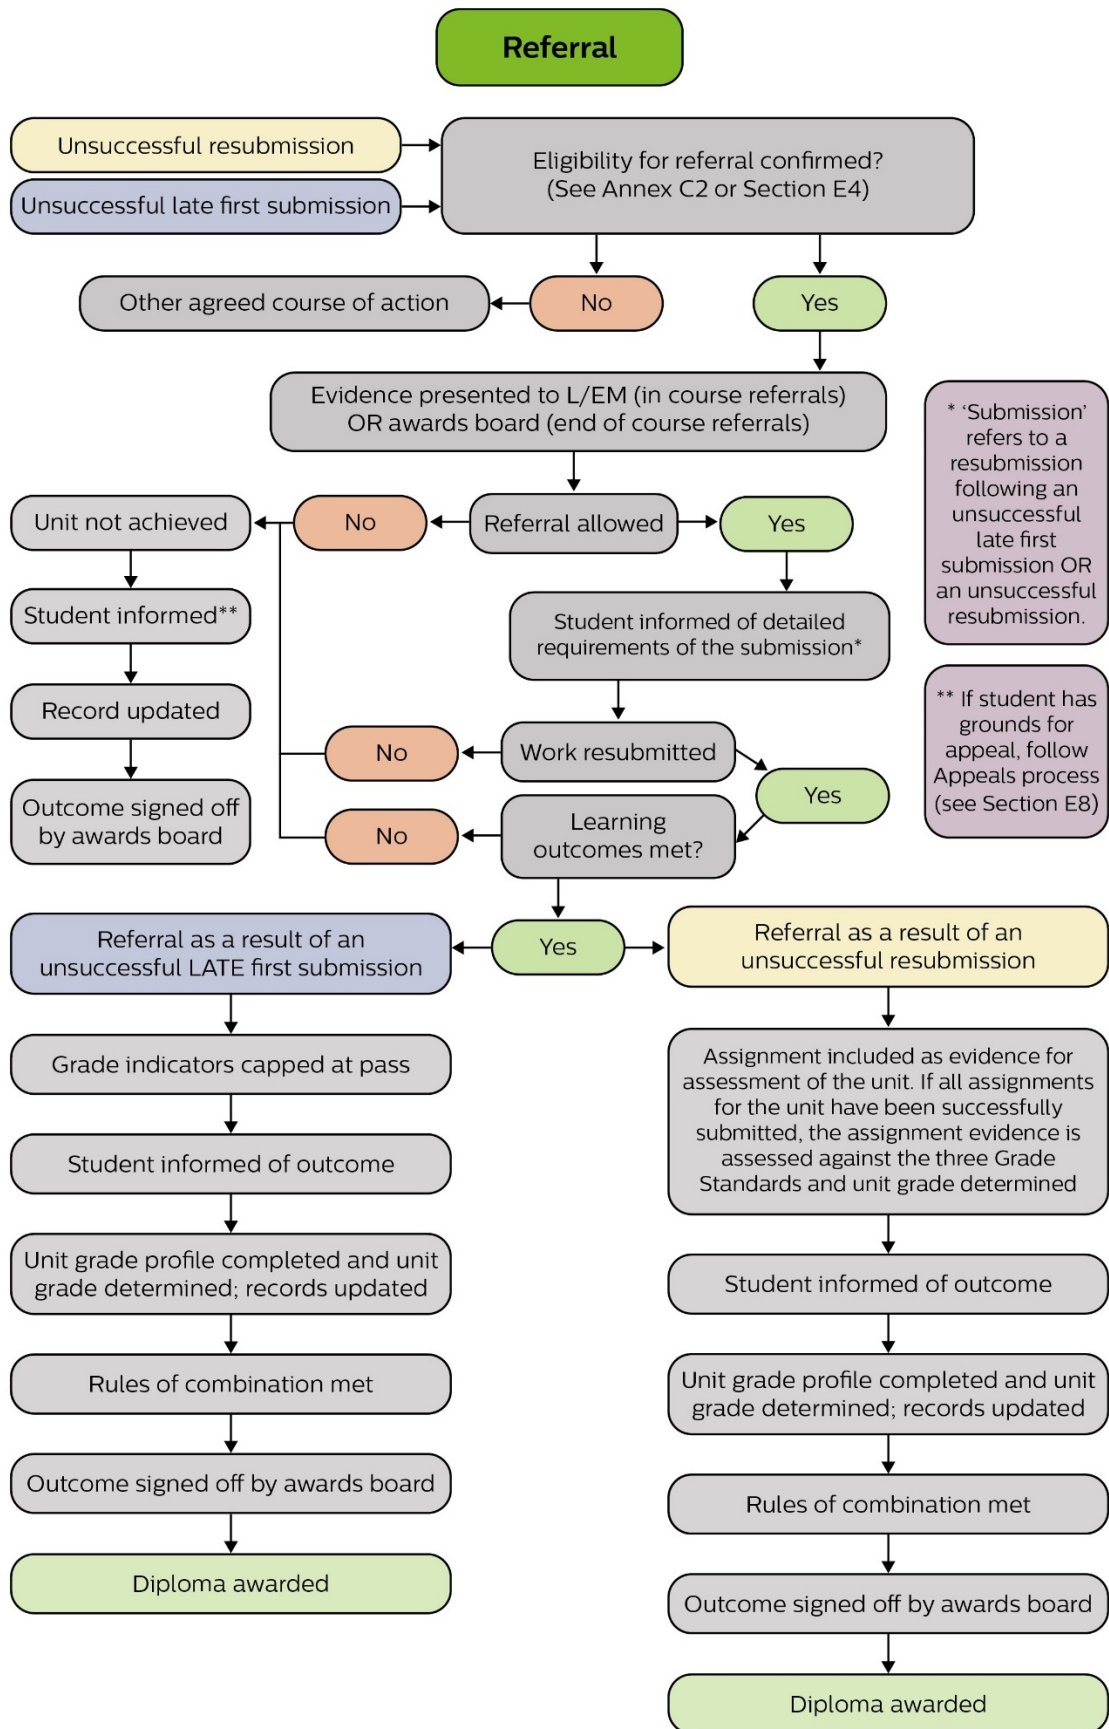 Referral
Unsuccessful resubmission
Unsuccessful late first submission
Eligibility for referral confirmed?
(See Annex C2 or Section E4)
Other agreed course of action
No
Yes
Evidence presented to L/EM (in course referrals)
OR awards board (end of course referrals)
* ‘Submission’
refers to a
resubmission
following an
unsuccessful
late first
submission OR
an unsuccessful
resubmission.
Unit not achieved
No
Referral allowed
Yes
Student informed**
Student informed of detailed
requirements of the submission*
** If student has
grounds for
appeal, follow
Appeals process
(see Section E8)
Record updated
No
Work resubmitted
Yes
Outcome signed off
by awards board
No
Learning
outcomes met?
Referral as a result of an
unsuccessful LATE first submission
Yes
Referral as a result of an
unsuccessful resubmission
Grade indicators capped at pass
Student informed of outcome
Unit grade profile completed and unit
grade determined; records updated
Rules of combination met
Outcome signed off by awards board
Diploma awarded
Assignment included as evidence for
assessment of the unit. If all assignments
for the unit have been successfully
submitted, the assignment evidence is
assessed against the three Grade
Standards and unit grade determined
Student informed of outcome
Unit grade profile completed and unit
grade determined; records updated
Rules of combination met
Outcome signed off by awards board
Diploma awarded